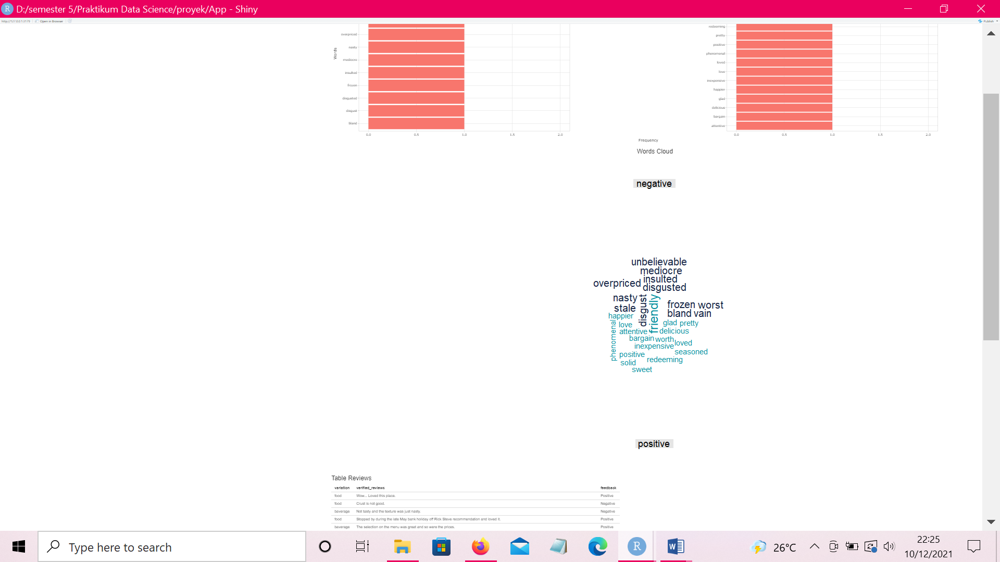 D:/semester 5/Praktikum Data Science/proyek/App - Shiny
http://127.0.0.1:3179 Open in Browser
Publish
Words
overpriced
nasty
mediocre
insulted
frozen
disgusted
disgust
bland
0.0 0.5 1.0 1.5 2.0
redeeming
pretty
positive
phenomenal
loved
love
inexpensive
happier
glad
delicious
bargain
attentive
0.0 0.5 1.0 1.5 2.0
Frequency
Words Cloud
negative
unbelievable
mediocre
insulted
overpriced
disgusted
nasty
disgust
friendly
frozen worst
stale
bland vain
happier
love
glad pretty
phenomenal
attentive
delicious
bargain worth
loved
inexpensive
seasoned
positive
redeeming
solid
sweet
positive
Table Reviews
variation verified_reviews feedback
food Wow... Loved this place. Positive
food Crust is not good. Negative
baverage Not tasty and the texture was just nasty. Negative
food Stopped by during the late May bank holiday off Rick Steve recommendation and loved it. Positive
baverage The selection on the menu was great and so were the prices. Positive
Type here to search
26°C
22:25
10/12/2021